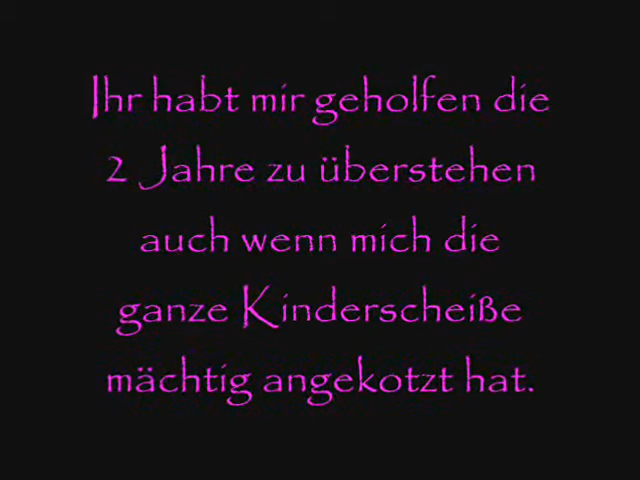 Ihr habt mir geholfen die
2 Jahre zu überstehen
auch wenn mich die
ganze Kinderscheiße
mächtig angekotzt hat.